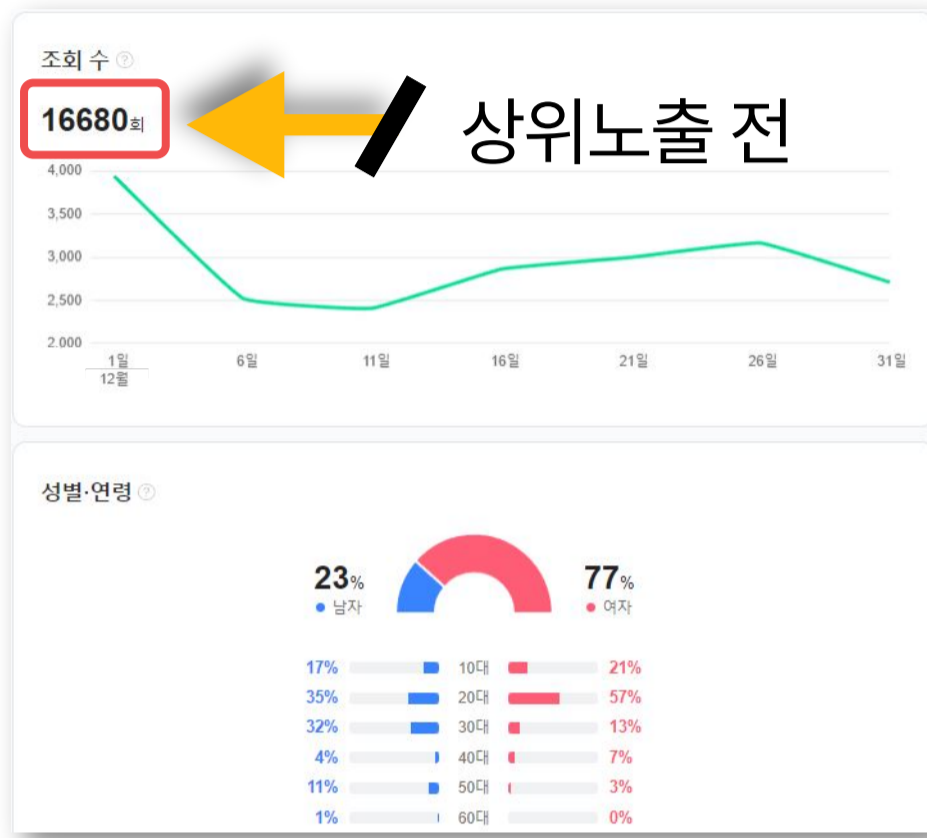 조회 수 ?
16680회
상위노출 전
4,000
3,500
3,000
2,500
2.000
1일 6일 11일 16일 21일 26일 31일
12월
성별·연령 ?
23% 77%
남자 여자
17% 10대 21%
35% 20대 57%
32% 30대 13%
4% 40대 7%
11% 50대 3%
1% 60대 0%